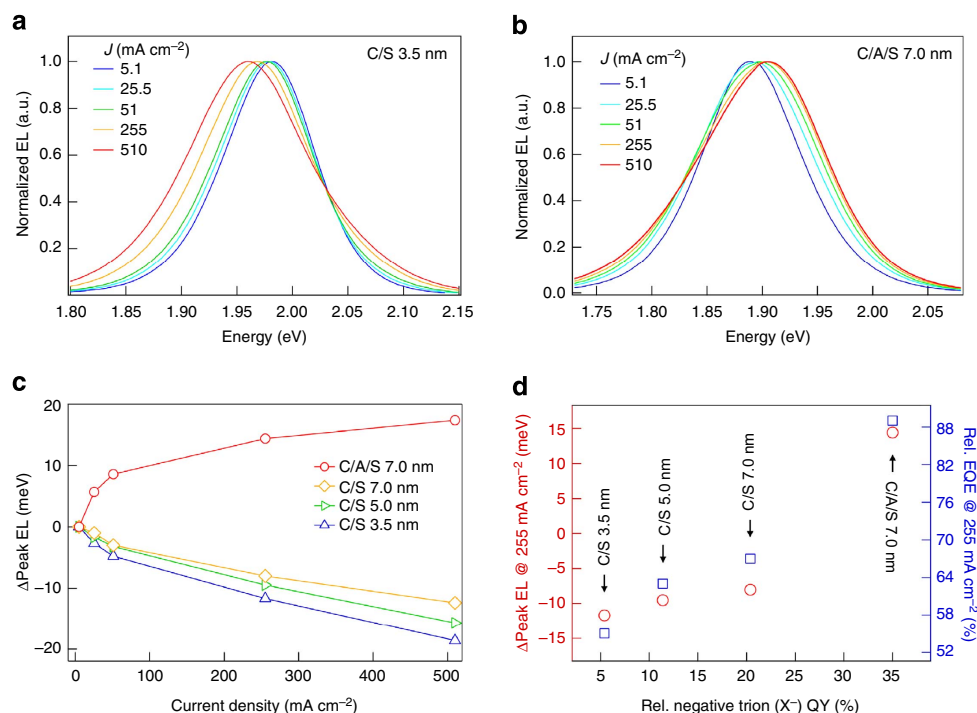 a
J (mA cm⁻²)
5.1
25.5
51
255
510
C/S 3.5 nm
Normalized EL (a.u.)
1.0
0.8
0.6
0.4
0.2
1.80 1.85 1.90 1.95 2.00 2.05 2.10 2.15
Energy (eV)
b
J (mA cm⁻²)
5.1
25.5
51
255
510
C/A/S 7.0 nm
Normalized EL (a.u.)
1.0
0.8
0.6
0.4
0.2
0.0
1.75 1.80 1.85 1.90 1.95 2.00 2.05
Energy (eV)
c
ΔPeak EL (meV)
20
10
0
−10
−20
C/A/S 7.0 nm
C/S 7.0 nm
C/S 5.0 nm
C/S 3.5 nm
0 100 200 300 400 500
Current density (mA cm⁻²)
d
ΔPeak EL @ 255 mA cm⁻² (meV)
15
10
5
0
−5
−10
−15
C/S 3.5 nm
C/S 5.0 nm
C/S 7.0 nm
C/A/S 7.0 nm
88
82
76
70
64
58
52
Rel. EQE @ 255 mA cm⁻² (%)
5 10 15 20 25 30 35
Rel. negative trion (X⁻) QY (%)